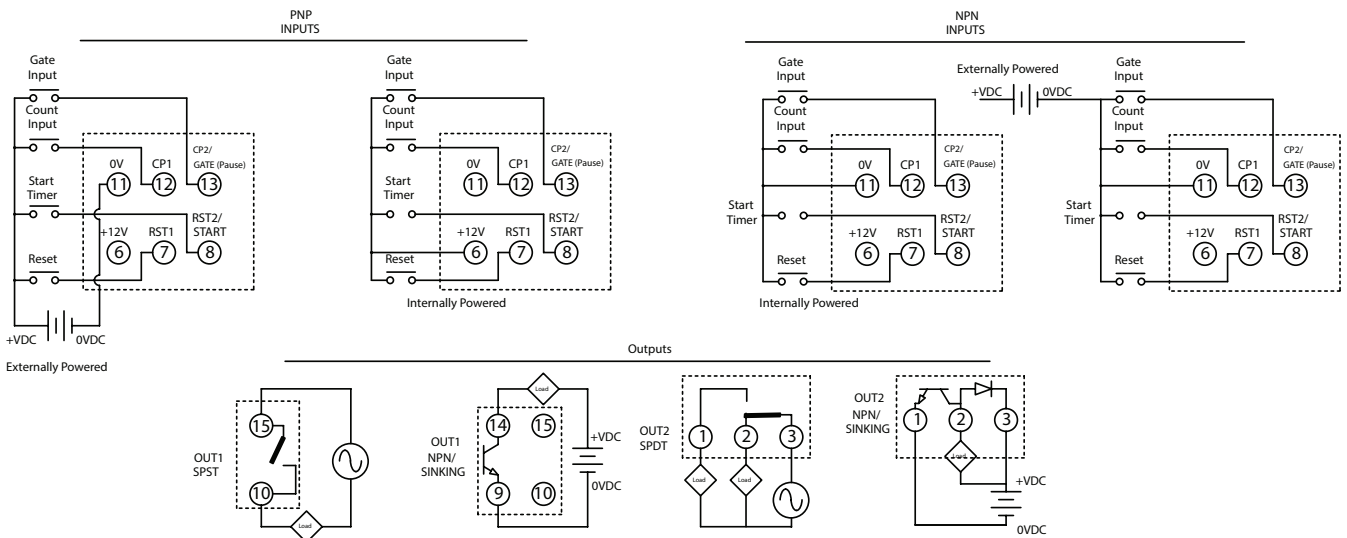 PNP
INPUTS
NPN
INPUTS
Gate
Input
Count
Input
Start
Timer
Reset
0V
CP1
CP2/
GATE (Pause)
11
12
13
+12V
RST1
RST2/
START
6
7
8
+VDC
0VDC
Externally Powered
Gate
Input
Count
Input
Start
Timer
Reset
0V
CP1
CP2/
GATE (Pause)
11
12
13
+12V
RST1
RST2/
START
6
7
8
Internally Powered
Gate
Input
Count
Input
Start
Timer
Reset
0V
CP1
CP2/
GATE (Pause)
11
12
13
+12V
RST1
RST2/
START
6
7
8
Internally Powered
Externally Powered
+VDC
0VDC
Gate
Input
Count
Input
Start
Timer
Reset
0V
CP1
CP2/
GATE (Pause)
11
12
13
+12V
RST1
RST2/
START
6
7
8
Outputs
OUT1
SPST
15
10
Load
OUT1
NPN/
SINKING
Load
14
15
9
10
+VDC
0VDC
OUT2
SPDT
1
2
3
Load
Load
OUT2
NPN/
SINKING
1
2
3
Load
+VDC
0VDC